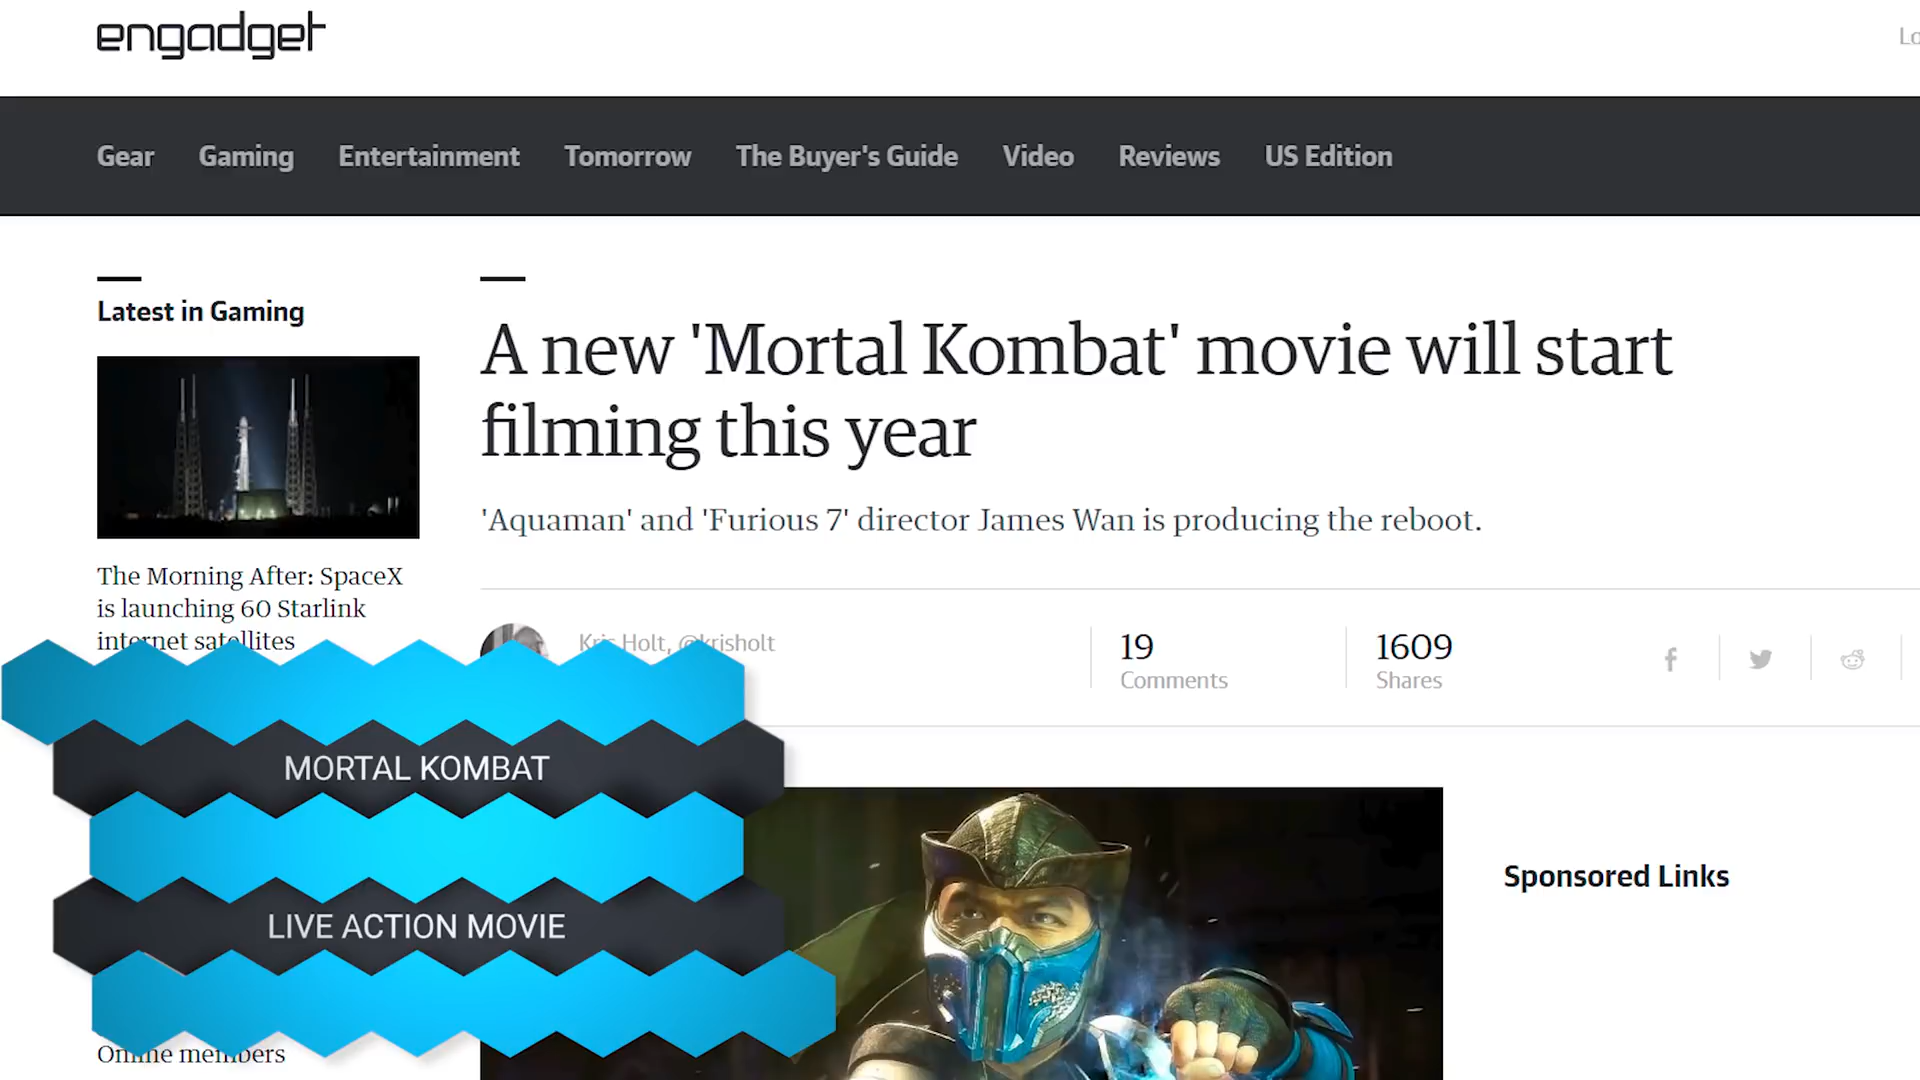 engadget
Lo
Gear Gaming Entertainment Tomorrow The Buyer's Guide Video Reviews US Edition
Latest in Gaming
The Morning After: SpaceX
is launching 60 Starlink
internet satellites
A new 'Mortal Kombat' movie will start
filming this year
'Aquaman' and 'Furious 7' director James Wan is producing the reboot.
Kris Holt, @krisholt
19
Comments
1609
Shares
MORTAL KOMBAT
LIVE ACTION MOVIE
Online members
Sponsored Links